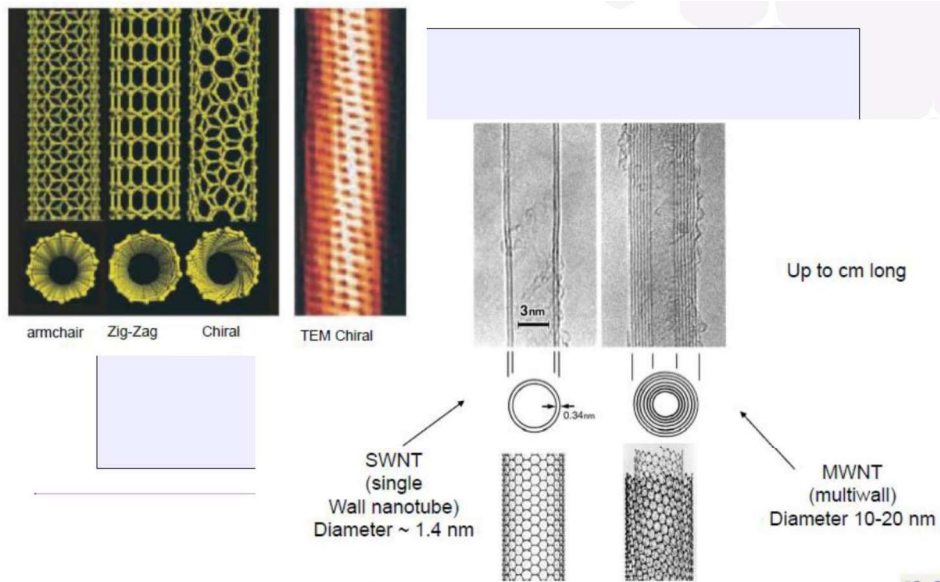 armchair
Zig-Zag
Chiral
TEM Chiral
3nm
Up to cm long
0.34nm
SWNT
(single
Wall nanotube)
Diameter ~ 1.4 nm
MWNT
(multiwall)
Diameter 10-20 nm